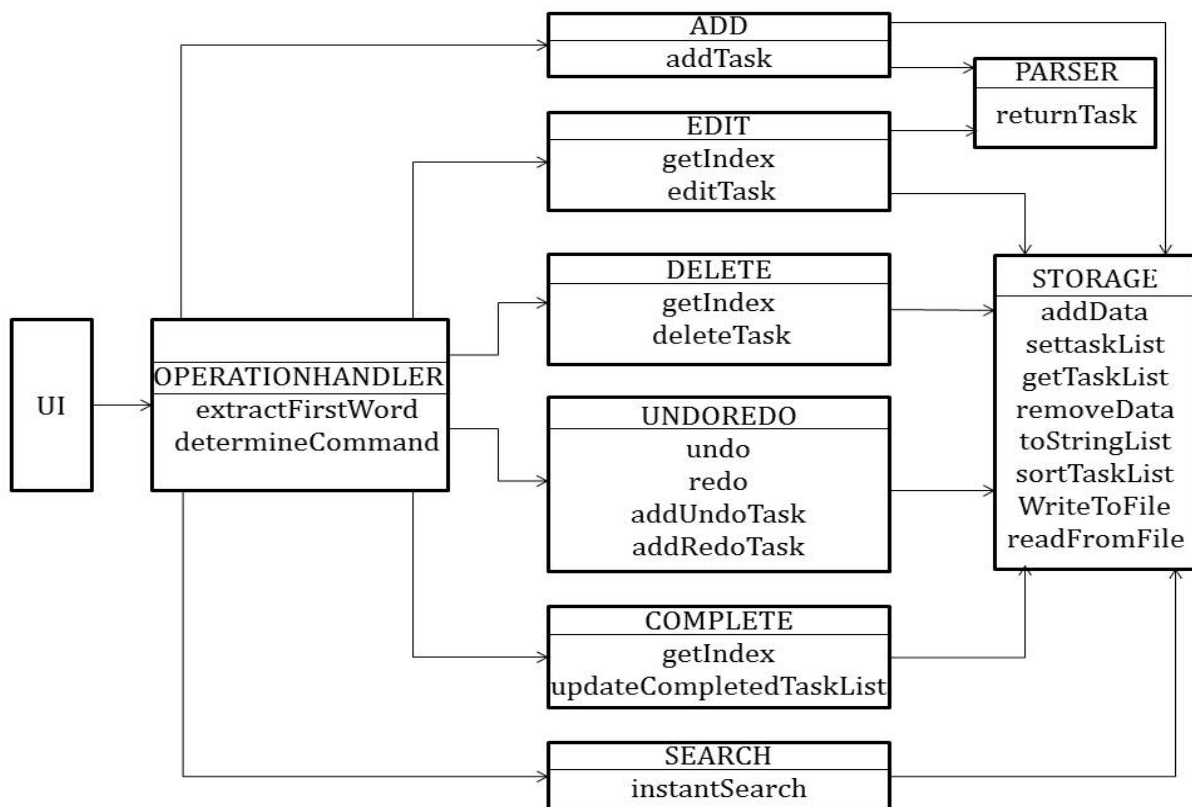 ADD
addTask
PARSER
returnTask
EDIT
getIndex
editTask
DELETE
getIndex
deleteTask
STORAGE
addData
settaskList
getTaskList
removeData
toStringList
sortTaskList
WriteToFile
readFromFile
UI
OPERATIONHANDLER
extractFirstWord
determineCommand
UNDOREDO
undo
redo
addUndoTask
addRedoTask
COMPLETE
getIndex
updateCompletedTaskList
SEARCH
instantSearch